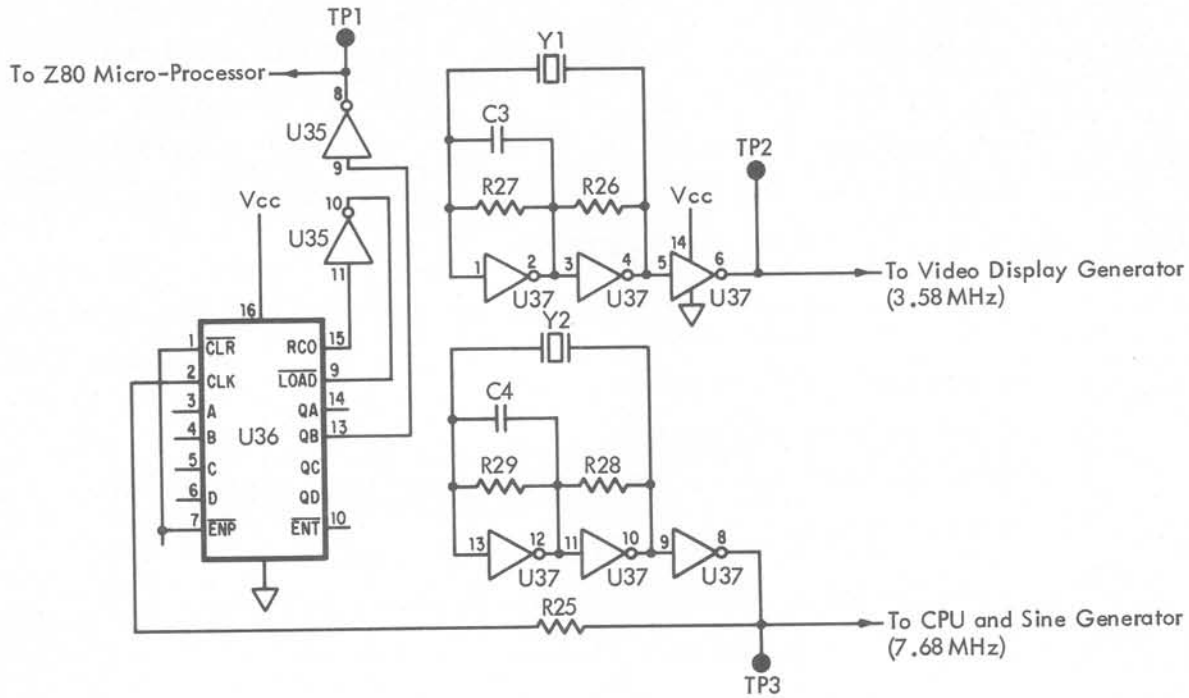 TP1
To Z80 Micro-Processor
8
U35
9
Vcc
10
U35
11
16
1 CLR RCO 15
2 CLK LOAD 9
3 A QA 14
4 B U36 QB 13
5 C QC
6 D QD
7 ENP ENT 10
Y1
C3
R27 R26
Vcc
TP2
14
1 2 3 4 5 6
U37 U37 U37
To Video Display Generator
(3.58 MHz)
Y2
C4
R29 R28
13 12 11 10 9 8
U37 U37 U37
R25
To CPU and Sine Generator
(7.68 MHz)
TP3